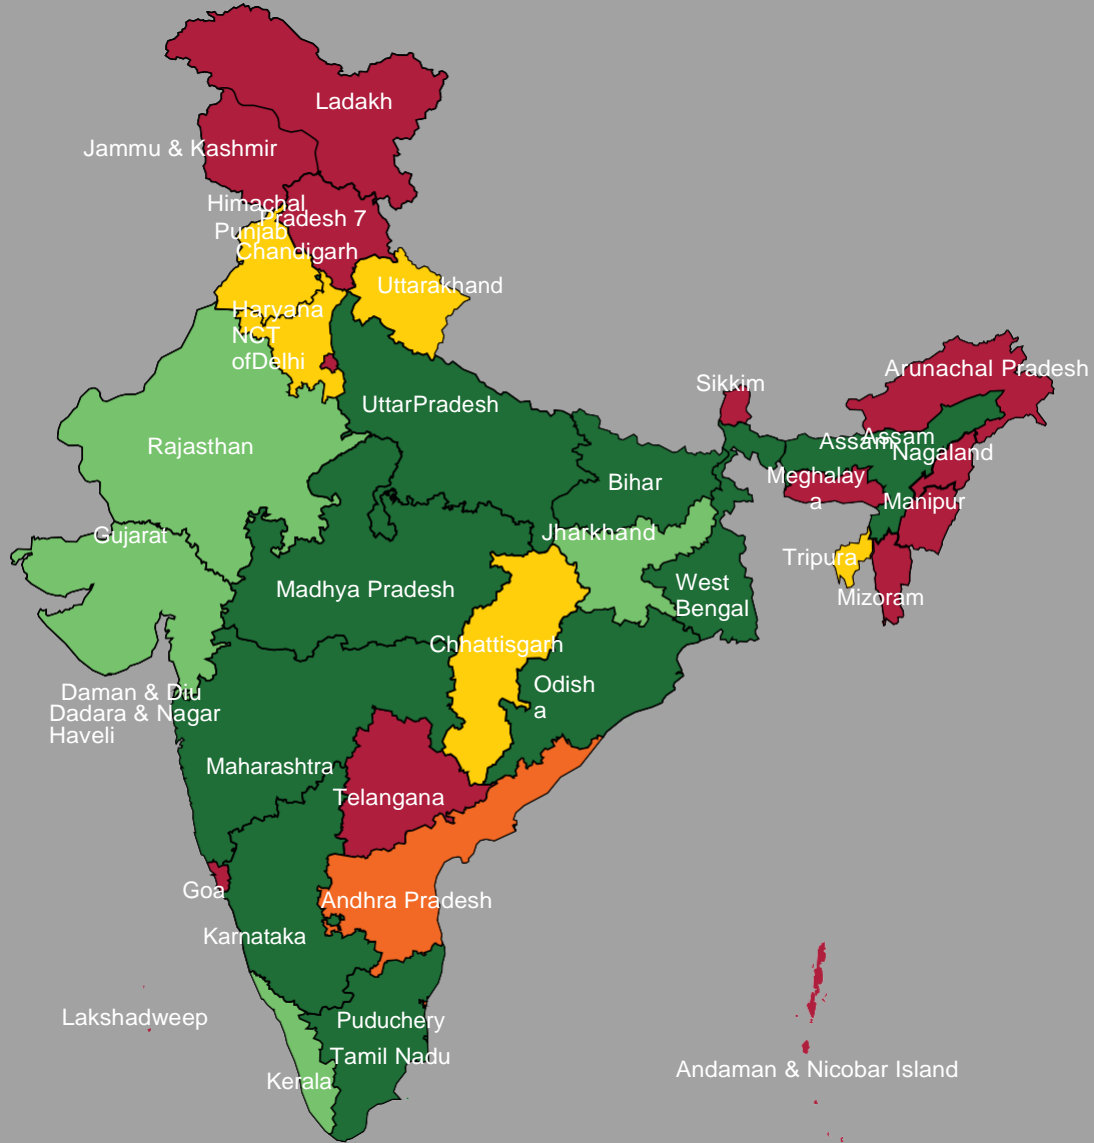 Ladakh
Jammu & Kashmir
Himachal
Pradesh 7
Punjab
Chandigarh
Uttarakhand
Haryana
NCT
ofDelhi
Sikkim
Arunachal Pradesh
UttarPradesh
Rajasthan
Assam
Assam
Nagaland
Bihar
Meghalay
a
Manipur
Gujarat
Jharkhand
Tripura
Madhya Pradesh
West
Bengal
Mizoram
Chhattisgarh
Odish
a
Daman & Diu
Dadara & Nagar
Haveli
Maharashtra
Telangana
Goa
Andhra Pradesh
Karnataka
Lakshadweep
Puduchery
Tamil Nadu
Andaman & Nicobar Island
Kerala